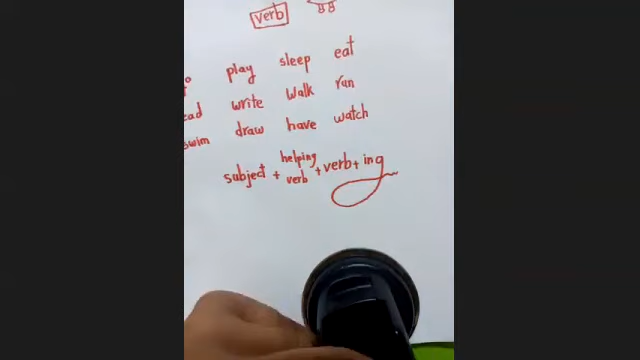 verb
play sleep eat
ead write walk ran
swim draw have watch
subject + helping verb + verb + ing